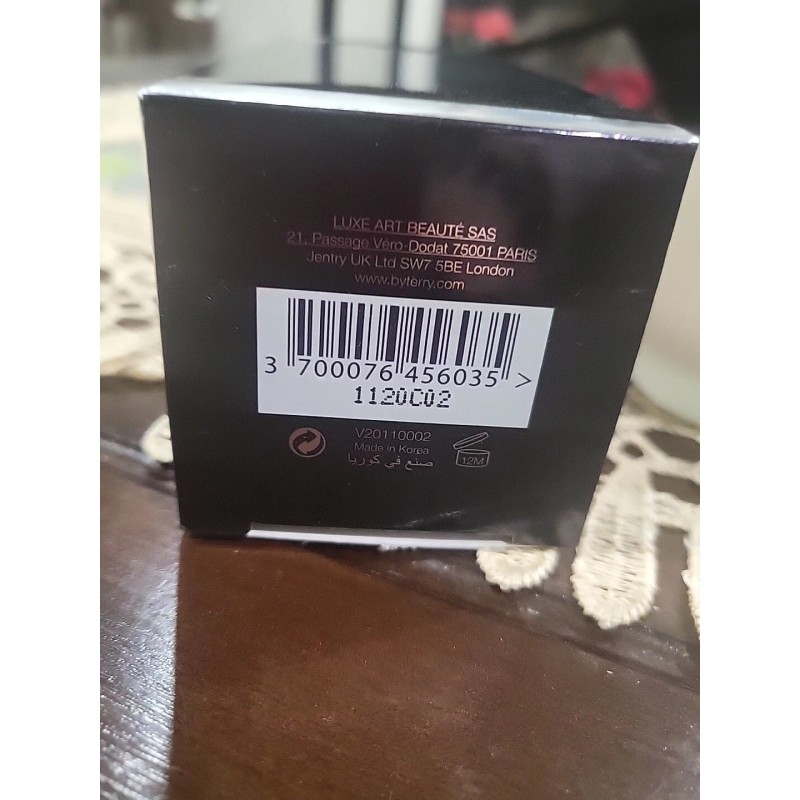 LUXE ART BEAUTÉ SAS
21, Passage Véro-Dodat 75001 PARIS
Jentry UK Ltd SW7 5BE London
www.byterry.com
3 700076 456035 >
1120C02
V20110002
Made in Korea
صنع في كوريا
12M